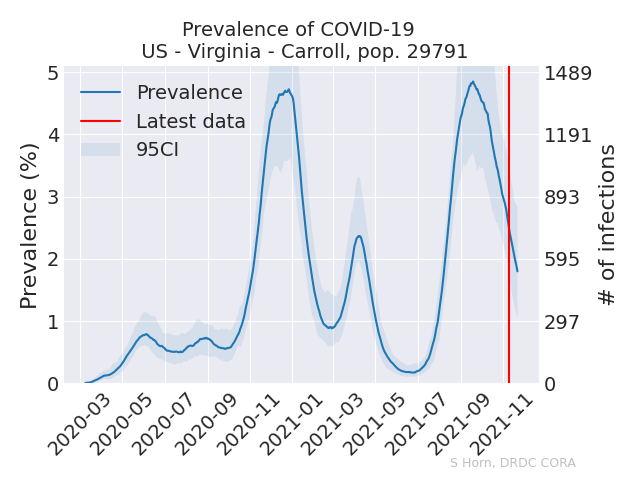 Prevalence of COVID-19
US - Virginia - Carroll, pop. 29791
Prevalence (%)
5
4
3
2
1
0
Prevalence
Latest data
95CI
1489
1191
893
595
297
0
# of infections
2020-03
2020-05
2020-07
2020-09
2020-11
2021-01
2021-03
2021-05
2021-07
2021-09
2021-11
S Horn, DRDC CORA